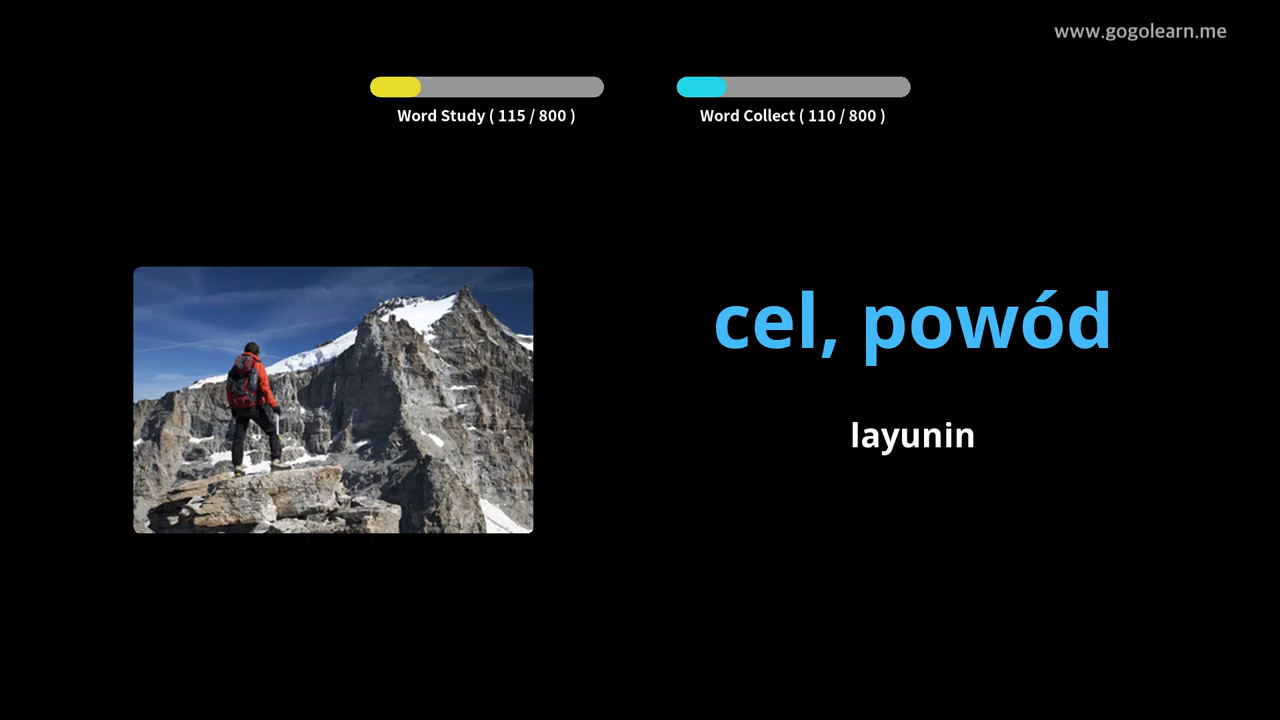 www.gogolearn.me
Word Study ( 115 / 800 )
Word Collect ( 110 / 800 )
cel, powód
layunin